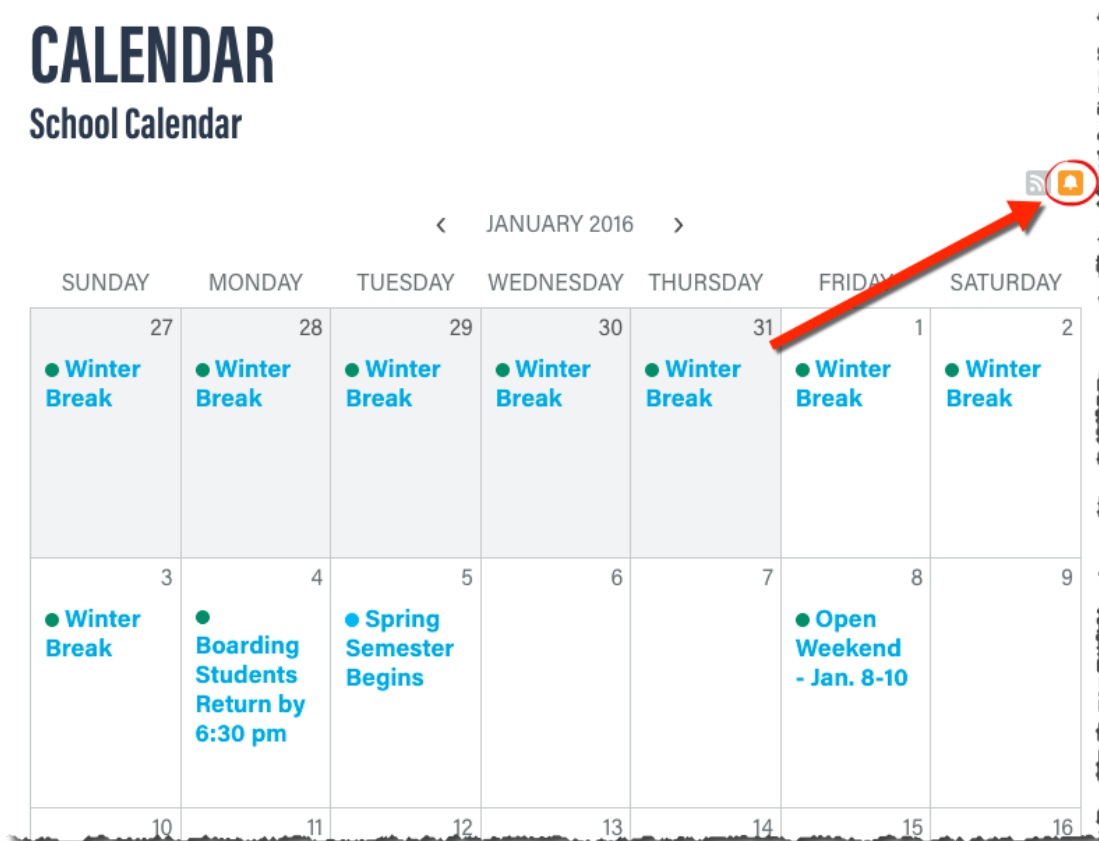 CALENDAR
School Calendar
JANUARY 2016
SUNDAY MONDAY TUESDAY WEDNESDAY THURSDAY FRIDAY SATURDAY
27 28 29 30 31 1 2
Winter Winter Winter Winter Winter Winter Winter
Break Break Break Break Break Break Break
3 4 5 6 7 8 9
Winter
Break
Boarding
Students
Return by
6:30 pm
Spring
Semester
Begins
Open
Weekend
- Jan. 8-10
10 11 12 13 14 15 16